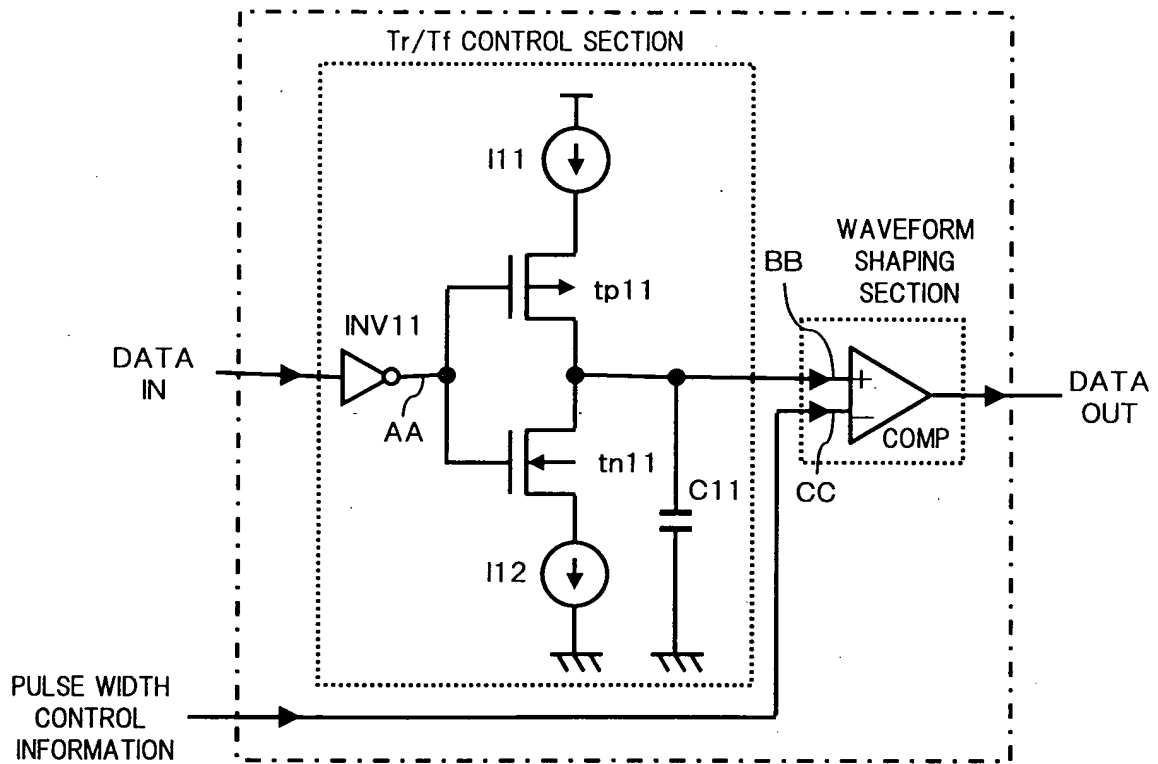 Tr/Tf CONTROL SECTION
I11
WAVEFORM
SHAPING
SECTION
BB
tp11
INV11
DATA
IN
AA
+
−
COMP
DATA
OUT
tn11
C11
CC
I12
PULSE WIDTH
CONTROL
INFORMATION